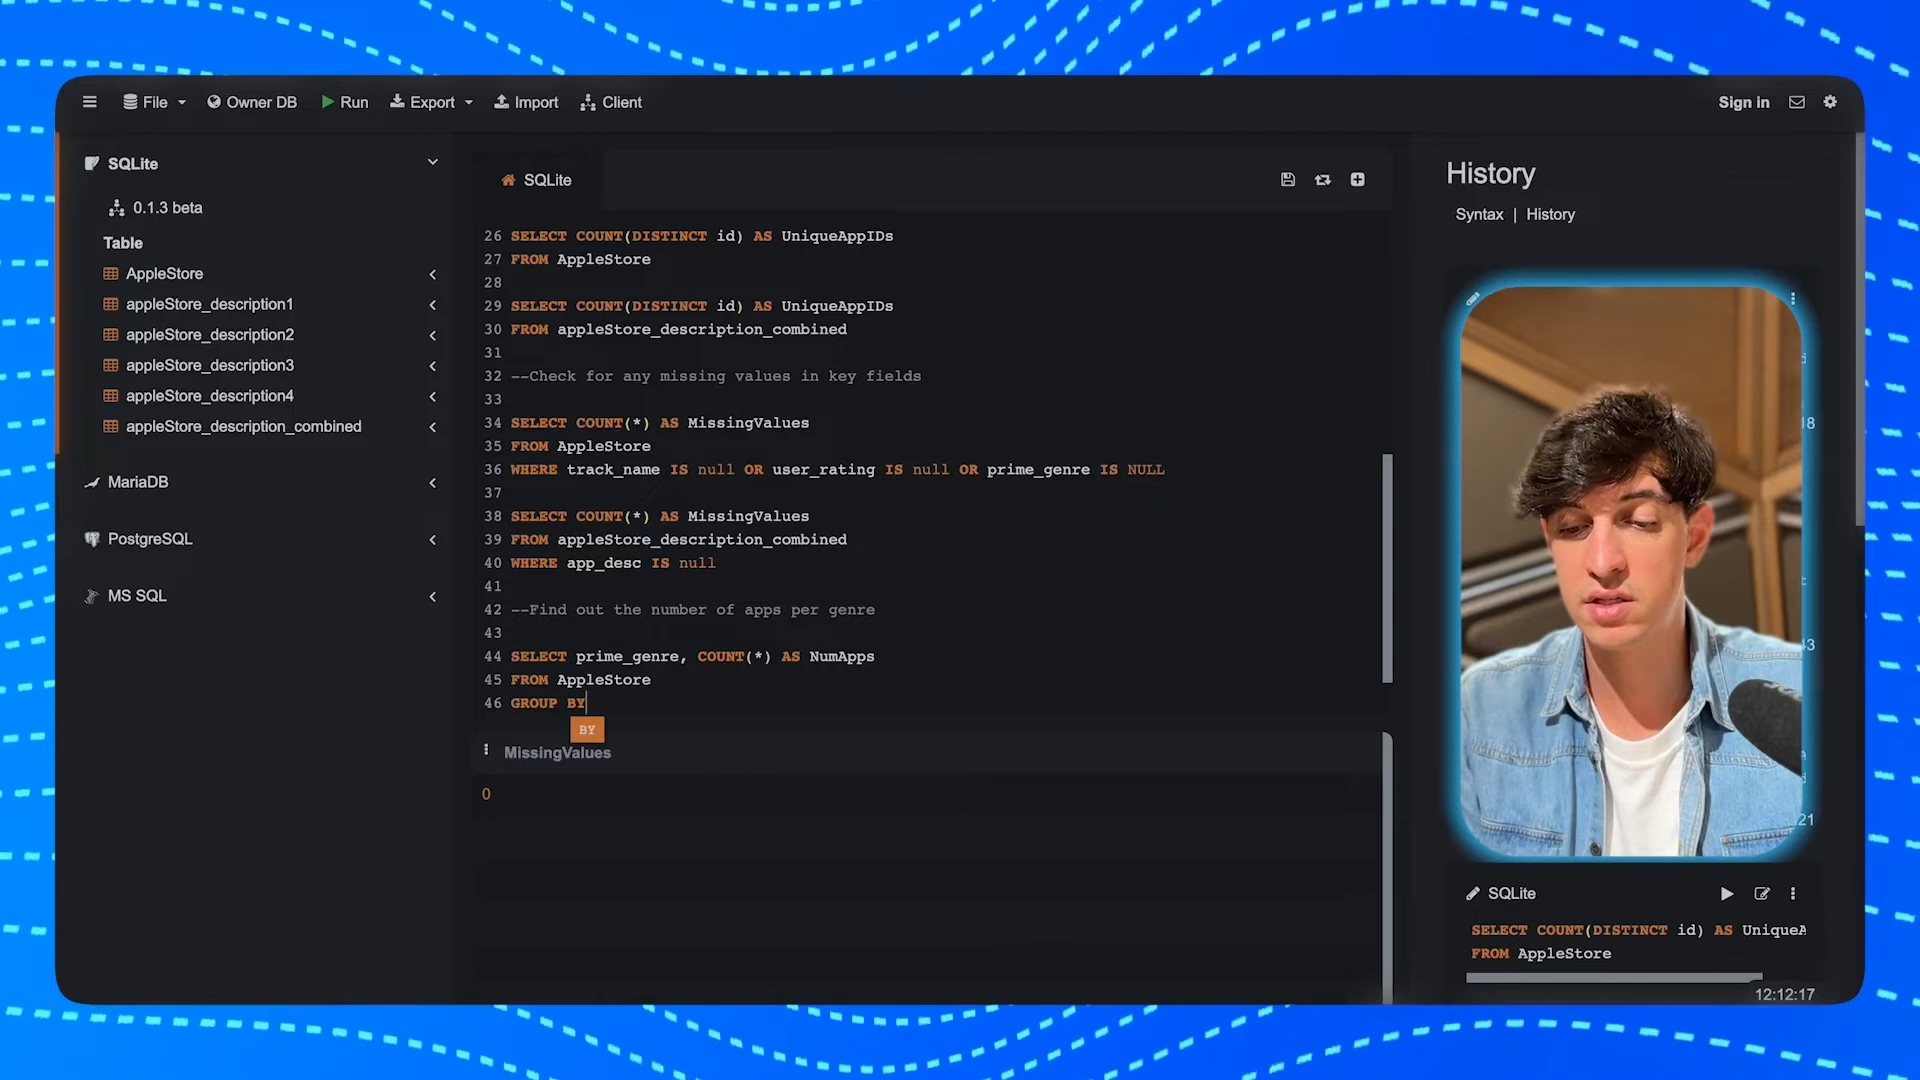 File
Owner DB
Run
Export
Import
Client
Sign in
SQLite
0.1.3 beta
Table
AppleStore
appleStore_description1
appleStore_description2
appleStore_description3
appleStore_description4
appleStore_description_combined
MariaDB
PostgreSQL
MS SQL
SQLite
26 SELECT COUNT(DISTINCT id) AS UniqueAppIDs
27 FROM AppleStore
28
29 SELECT COUNT(DISTINCT id) AS UniqueAppIDs
30 FROM appleStore_description_combined
31
32 --Check for any missing values in key fields
33
34 SELECT COUNT(*) AS MissingValues
35 FROM AppleStore
36 WHERE track_name IS null OR user_rating IS null OR prime_genre IS NULL
37
38 SELECT COUNT(*) AS MissingValues
39 FROM appleStore_description_combined
40 WHERE app_desc IS null
41
42 --Find out the number of apps per genre
43
44 SELECT prime_genre, COUNT(*) AS NumApps
45 FROM AppleStore
46 GROUP BY
BY
MissingValues
0
History
Syntax | History
SQLite
SELECT COUNT(DISTINCT id) AS UniqueA
FROM AppleStore
12:12:17